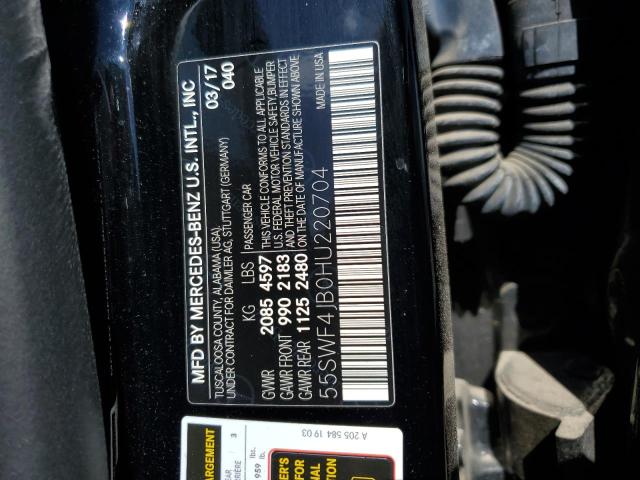 MFD BY MERCEDES-BENZ U.S. INTL., INC 03/17
TUSCALOOSA COUNTY, ALABAMA (USA) 040
UNDER CONTRACT FOR DAIMLER AG, STUTTGART (GERMANY)
PASSENGER CAR
KG LBS THIS VEHICLE CONFORMS TO ALL APPLICABLE
GVWR 2085 4597 U.S. FEDERAL MOTOR VEHICLE SAFETY, BUMPER
GAWR FRONT 990 2183 AND THEFT PREVENTION STANDARDS IN EFFECT
GAWR REAR 1125 2480 ON THE DATE OF MANUFACTURE SHOWN ABOVE
55SWF4JB0HU220704 MADE IN USA
ARGEMENT
3
959 lbs.
A 205 584 19 03